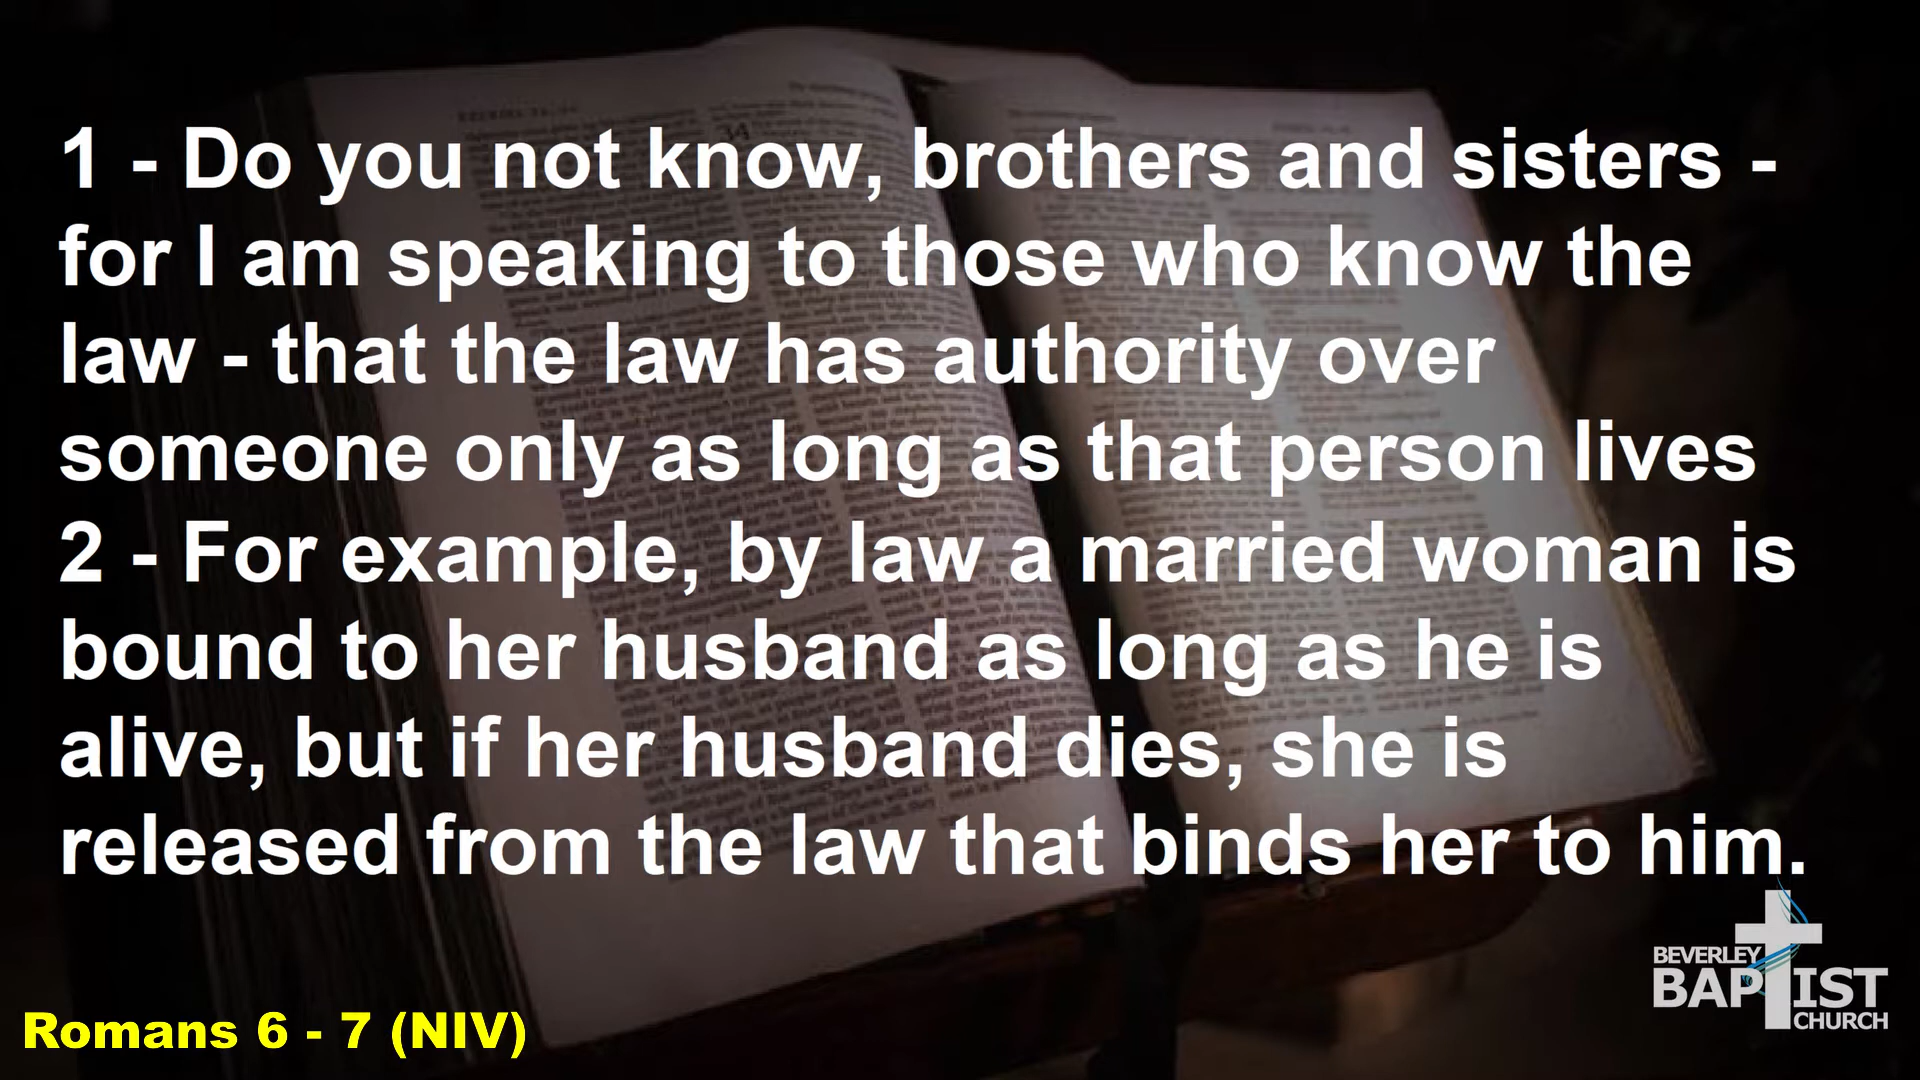 1 - Do you not know, brothers and sisters -
for I am speaking to those who know the
law - that the law has authority over
someone only as long as that person lives
2 - For example, by law a married woman is
bound to her husband as long as he is
alive, but if her husband dies, she is
released from the law that binds her to him.
BEVERLEY
BAPTIST
CHURCH
Romans 6 - 7 (NIV)